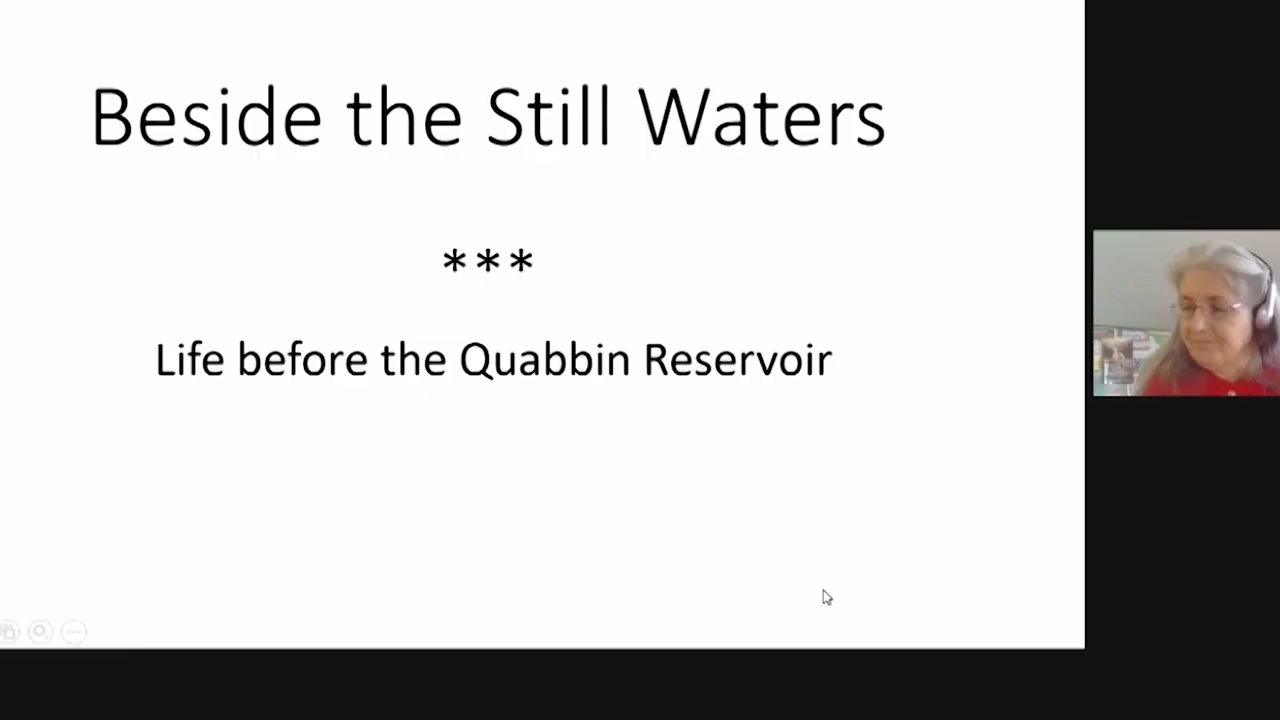 Beside the Still Waters
***
Life before the Quabbin Reservoir